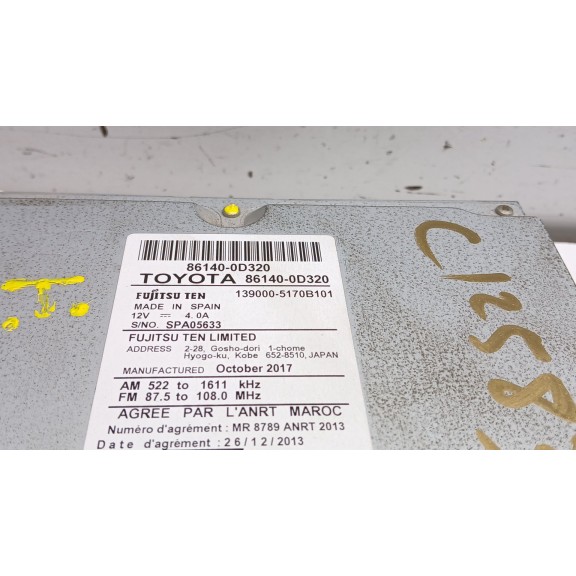 86140-0D320
TOYOTA 86140-0D320
FUJITSU TEN 139000-5170B101
MADE IN SPAIN
12V 4.0A
S/NO. SPA05633
FUJITSU TEN LIMITED
ADDRESS 2-28, Gosho-dori 1-chome
Hyogo-ku, Kobe 652-8510, JAPAN
MANUFACTURED October 2017
AM 522 to 1611 kHz
FM 87.5 to 108.0 MHz
AGREE PAR L'ANRT MAROC
Numéro d'agrément : MR 8789 ANRT 2013
Date d'agrément : 26/12/2013